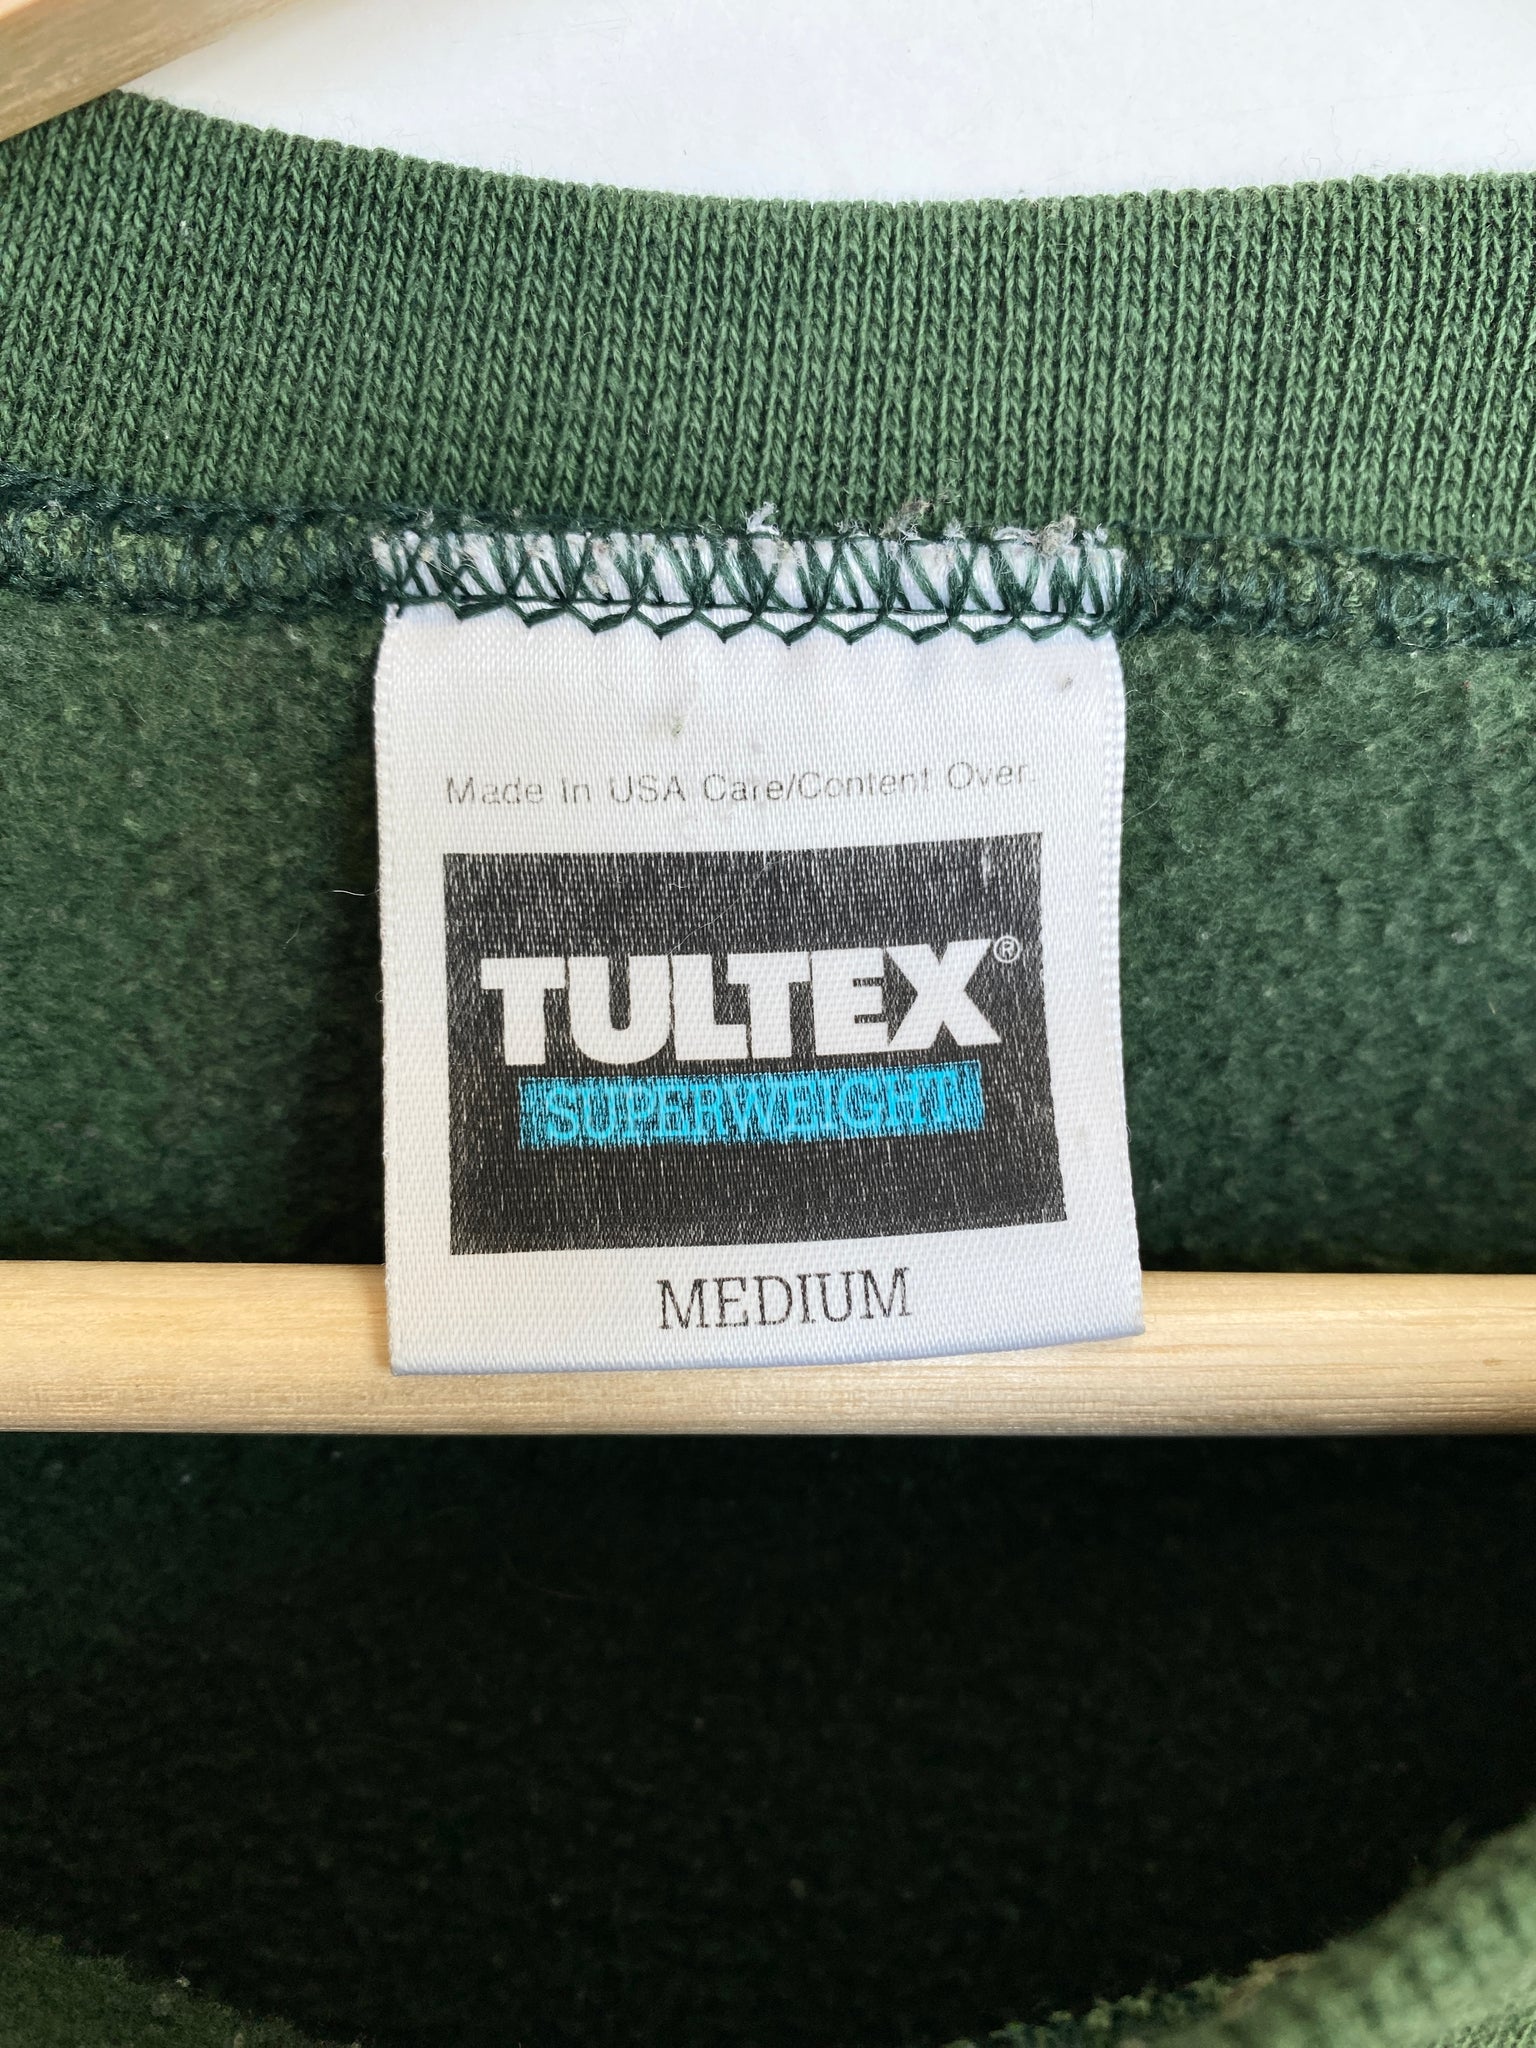 Made In USA Care/Content Over.
TULTEX®
SUPERWEIGHT
MEDIUM